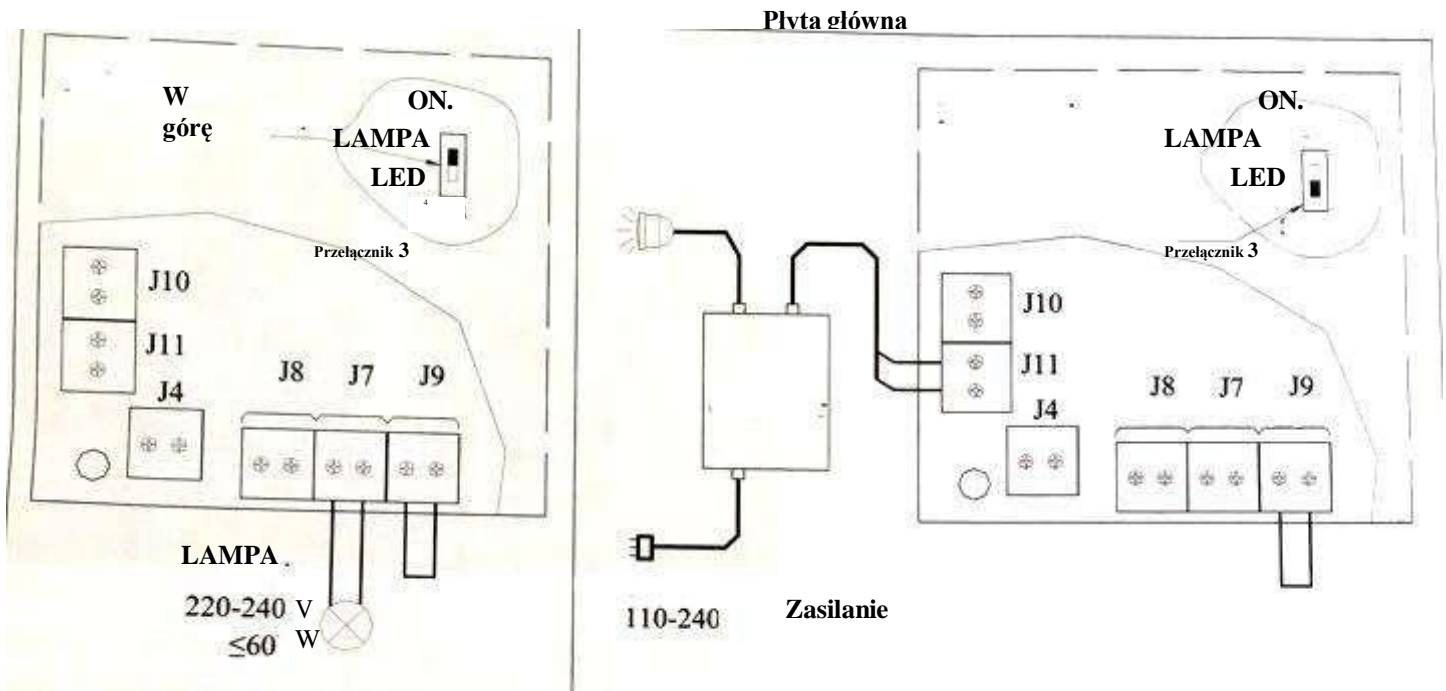 Płyta główna
W
górę
ON.
LAMPA
LED
4
Przełącznik 3
J10
J11
J4
J8 J7 J9
LAMPA .
220-240 V
≤60 W
ON.
LAMPA
LED
Przełącznik 3
J10
J11
J4
J8 J7 J9
110-240
Zasilanie